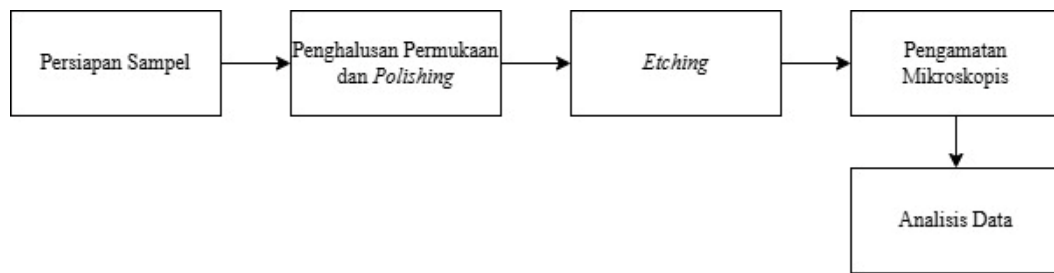 Persiapan Sampel
Penghalusan Permukaan
dan Polishing
Etching
Pengamatan
Mikroskopis
Analisis Data